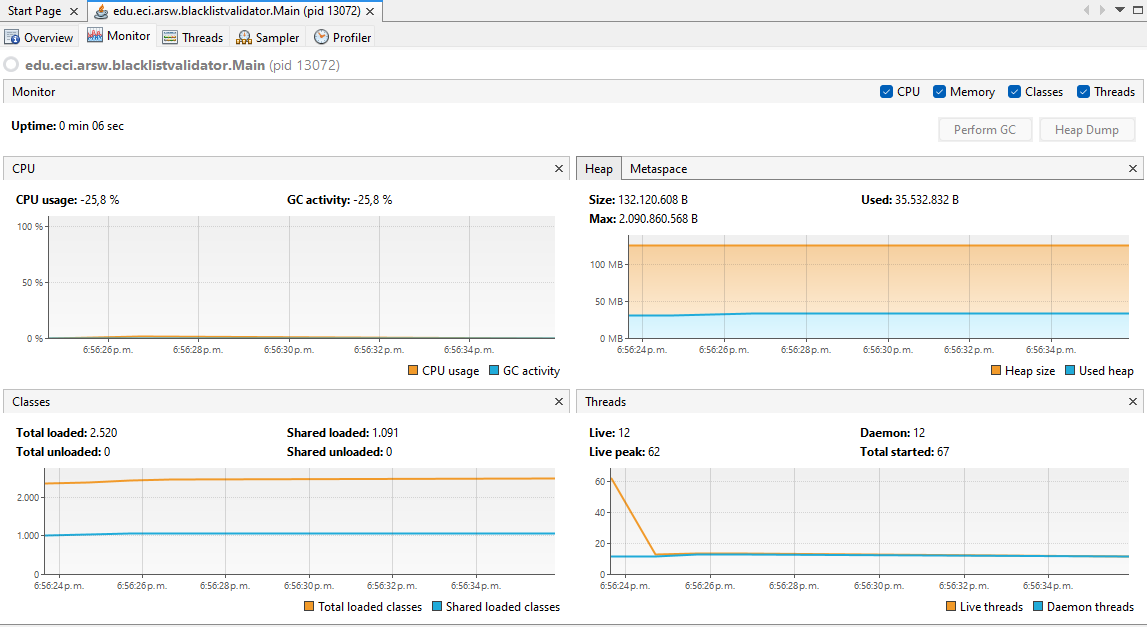 Start Page
edu.eci.arsw.blacklistvalidator.Main (pid 13072)
Overview Monitor Threads Sampler Profiler
edu.eci.arsw.blacklistvalidator.Main (pid 13072)
Monitor CPU Memory Classes Threads
Uptime: 0 min 06 sec
Perform GC Heap Dump
CPU
CPU usage: -25,8 % GC activity: -25,8 %
100 %
50 %
0 %
6:56:26 p.m. 6:56:28 p.m. 6:56:30 p.m. 6:56:32 p.m. 6:56:34 p.m.
CPU usage GC activity
Heap Metaspace
Size: 132.120.608 B Used: 35.532.832 B
Max: 2.090.860.568 B
100 MB
50 MB
0 MB
6:56:24 p.m. 6:56:26 p.m. 6:56:28 p.m. 6:56:30 p.m. 6:56:32 p.m. 6:56:34 p.m.
Heap size Used heap
Classes
Total loaded: 2.520 Shared loaded: 1.091
Total unloaded: 0 Shared unloaded: 0
2.000
1.000
0
6:56:24 p.m. 6:56:26 p.m. 6:56:28 p.m. 6:56:30 p.m. 6:56:32 p.m. 6:56:34 p.m.
Total loaded classes Shared loaded classes
Threads
Live: 12 Daemon: 12
Live peak: 62 Total started: 67
60
40
20
0
6:56:24 p.m. 6:56:26 p.m. 6:56:28 p.m. 6:56:30 p.m. 6:56:32 p.m. 6:56:34 p.m.
Live threads Daemon threads